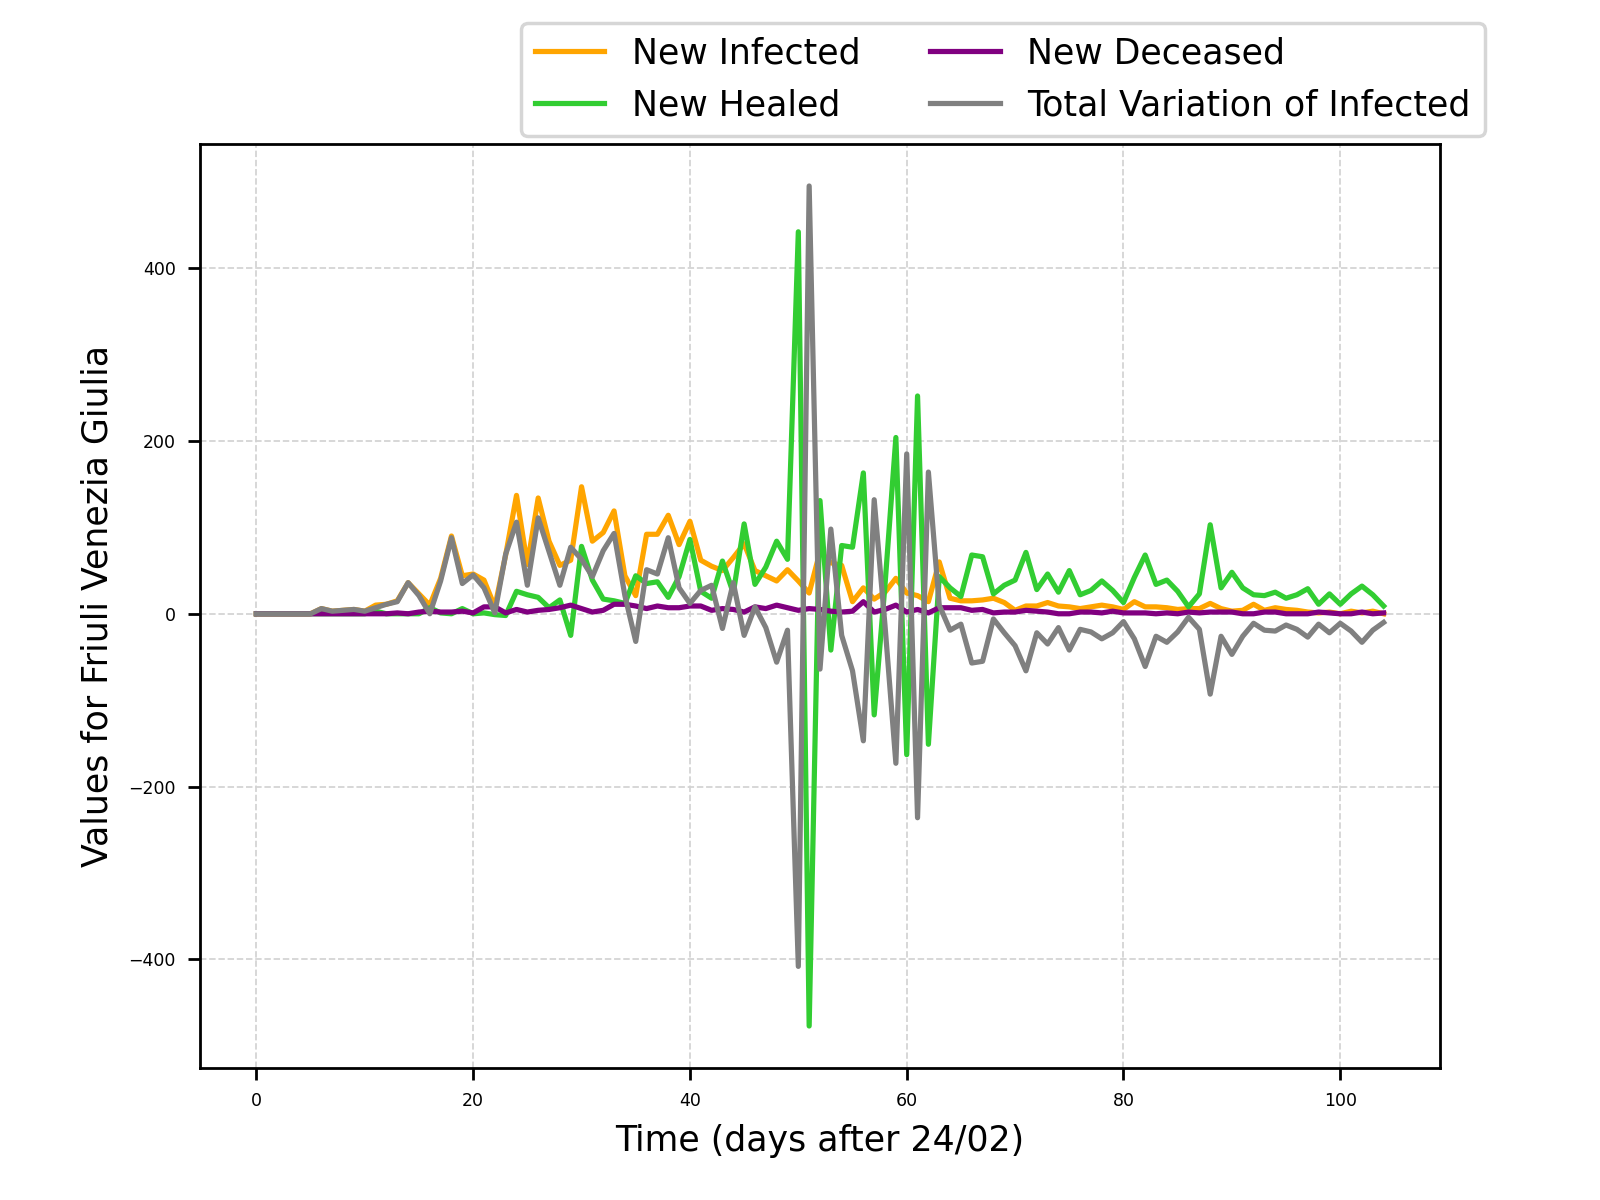 New Infected
New Healed
New Deceased
Total Variation of Infected
Values for Friuli Venezia Giulia
400
200
0
−200
−400
0 20 40 60 80 100
Time (days after 24/02)